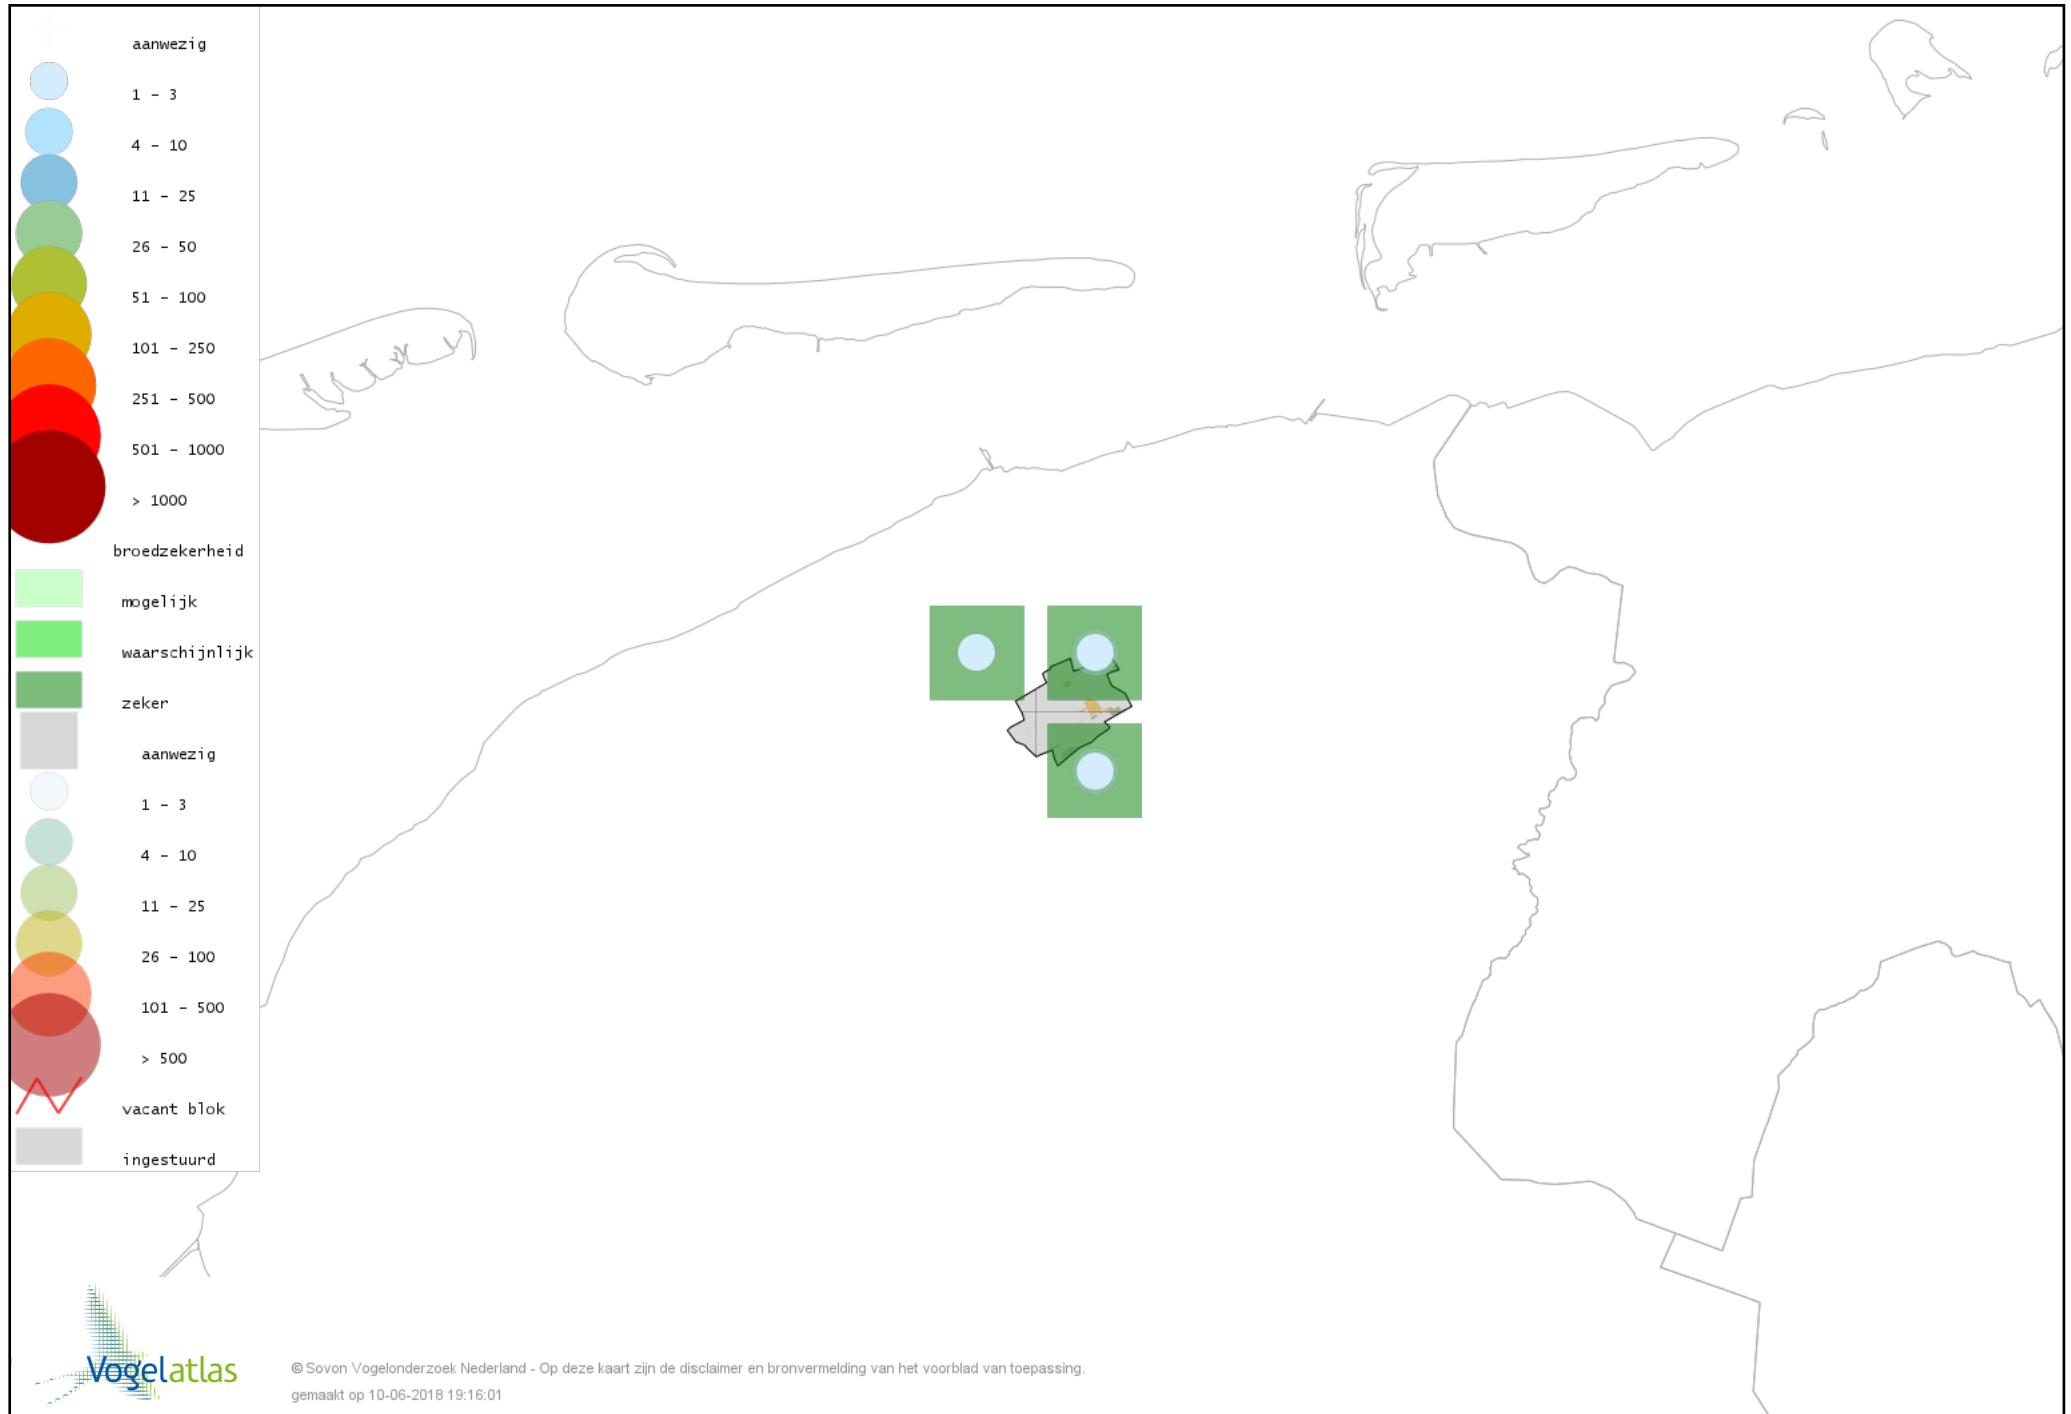 aanwezig
1 - 3
4 - 10
11 - 25
26 - 50
51 - 100
101 - 250
251 - 500
501 - 1000
> 1000
broedzekerheid
mogelijk
waarschijnlijk
zeker
aanwezig
1 - 3
4 - 10
11 - 25
26 - 100
101 - 500
> 500
vacant blok
ingestuurd
Vogelatlas
© Sovon Vogelonderzoek Nederland - Op deze kaart zijn de disclaimer en bronvermelding van het voorblad van toepassing.
gemaakt op 10-06-2018 19:16:01